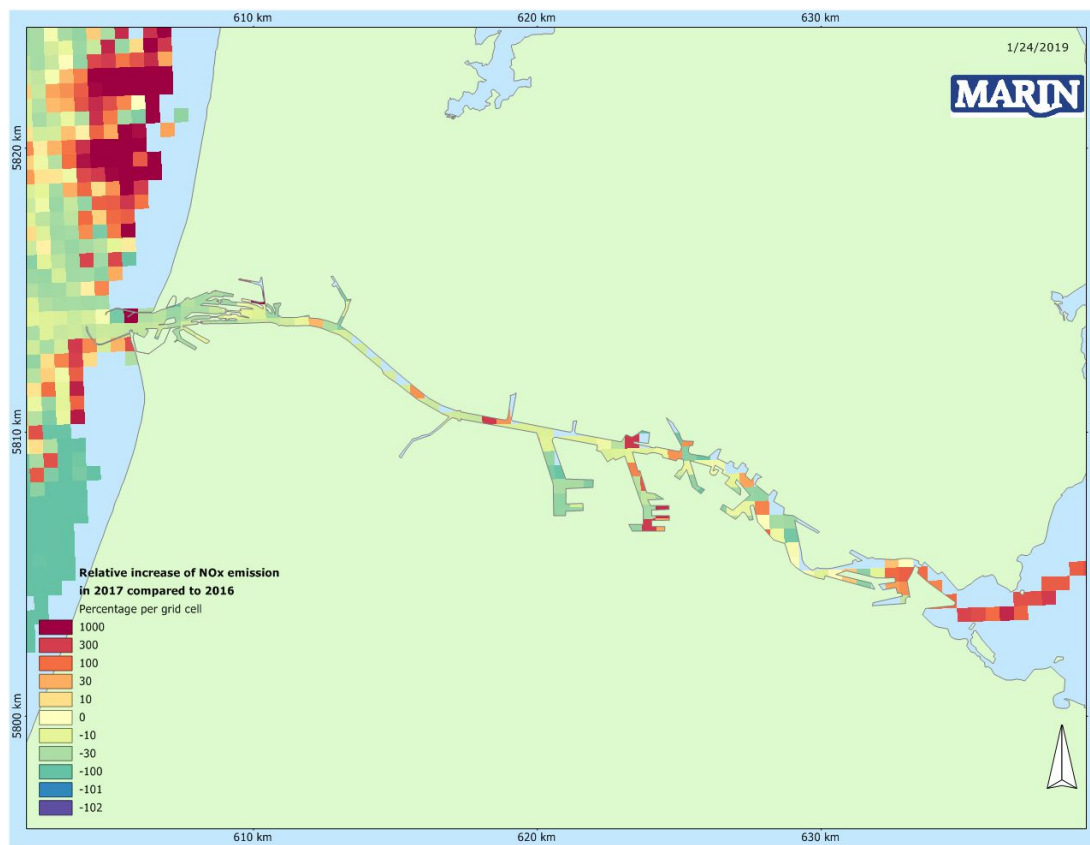 610 km
620 km
630 km
1/24/2019
MARIN
5820 km
5810 km
5800 km
Relative increase of NOx emission
in 2017 compared to 2016
Percentage per grid cell
1000
300
100
30
10
0
-10
-30
-100
-101
-102
610 km
620 km
630 km